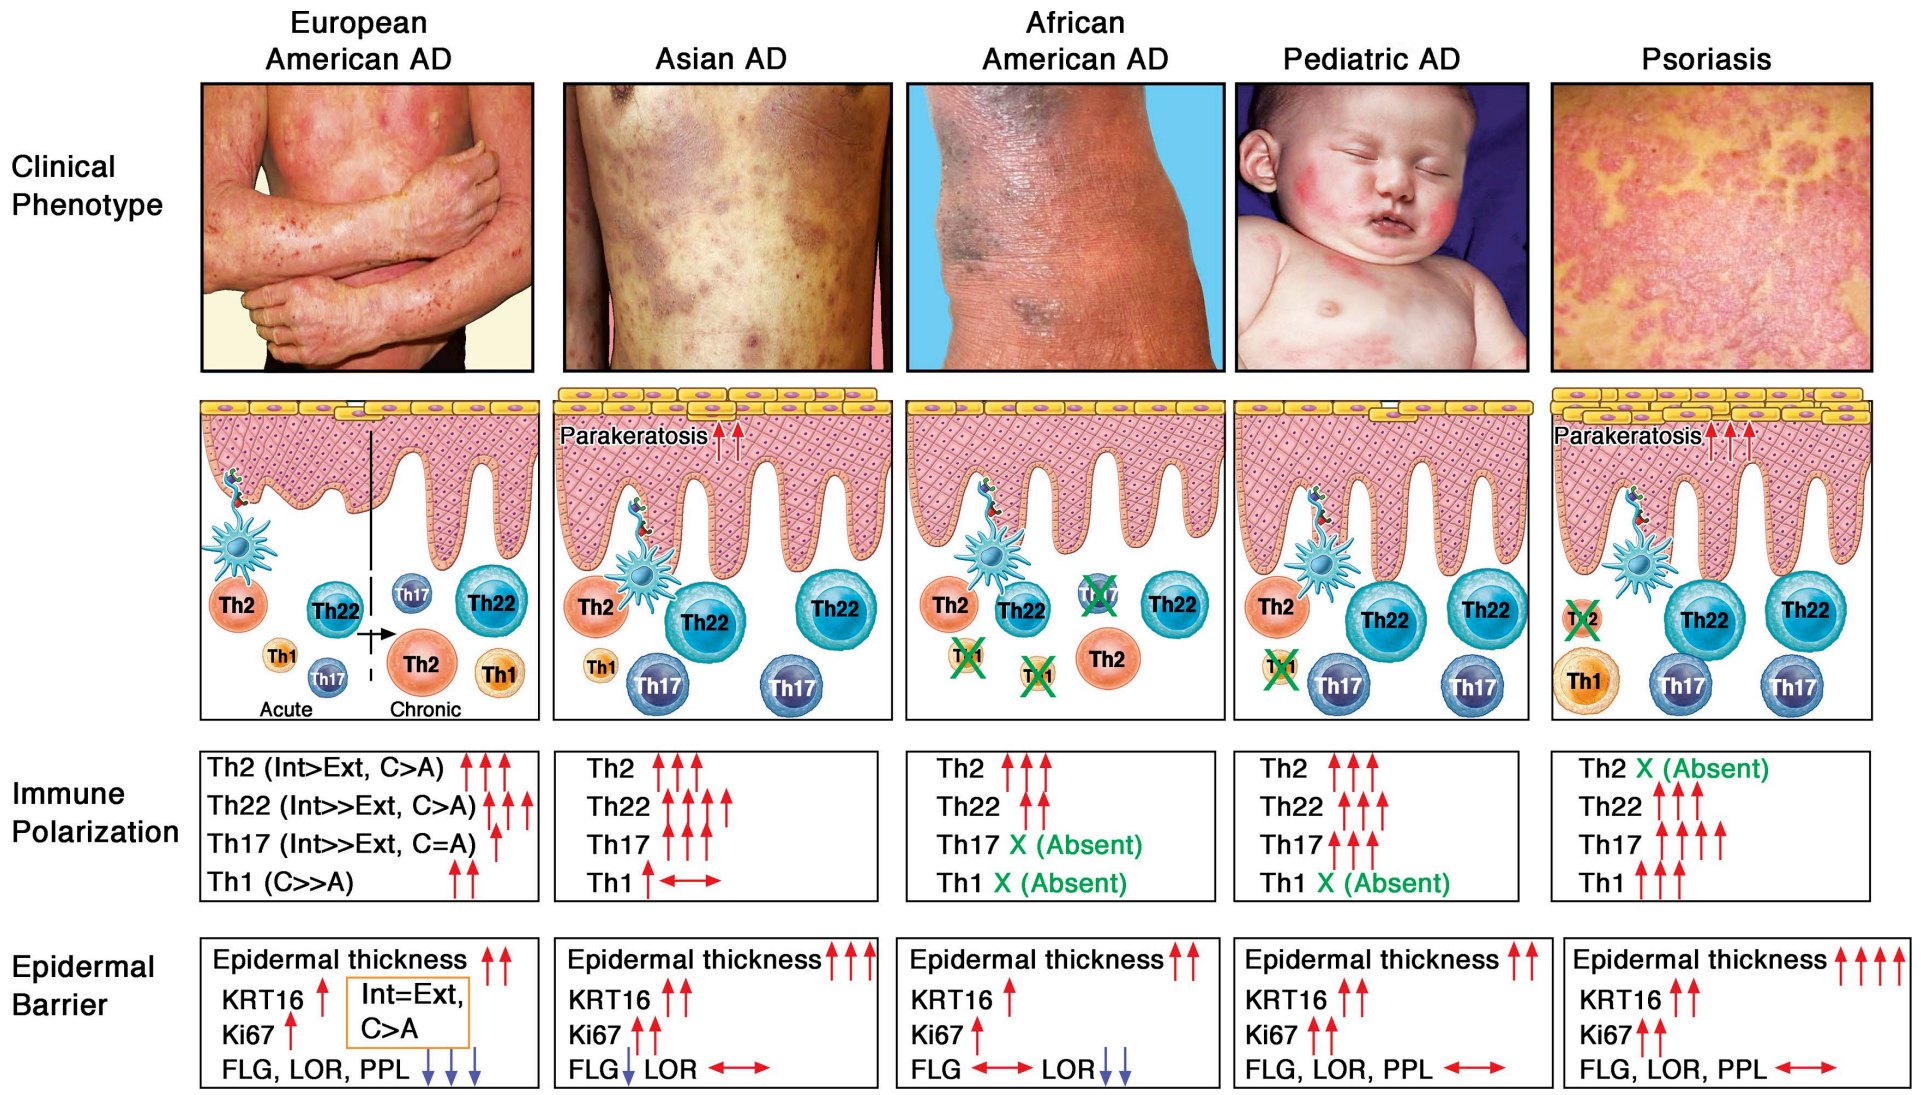 European
American AD
Asian AD
African
American AD
Pediatric AD
Psoriasis
Clinical
Phenotype
Th2
Th22
Th1
Th17
Acute
Th17
Th22
Th2
Th1
Chronic
Parakeratosis ↑↑
Th2
Th22
Th22
Th1
Th17
Th17
Th2
Th22
Th17
Th22
Th1
Th1
Th2
Th2
Th22
Th22
Th1
Th17
Th17
Parakeratosis ↑↑↑
Th2
Th22
Th22
Th1
Th17
Th17
Immune
Polarization
Th2 (Int>Ext, C>A) ↑↑↑
Th22 (Int>>Ext, C>A) ↑↑↑
Th17 (Int>>Ext, C=A) ↑
Th1 (C>>A) ↑↑
Th2 ↑↑↑
Th22 ↑↑↑↑
Th17 ↑↑↑
Th1 ↑ ↔
Th2 ↑↑↑
Th22 ↑↑
Th17 X (Absent)
Th1 X (Absent)
Th2 ↑↑↑
Th22 ↑↑↑
Th17 ↑↑↑
Th1 X (Absent)
Th2 X (Absent)
Th22 ↑↑↑
Th17 ↑↑↑↑
Th1 ↑↑↑
Epidermal
Barrier
Epidermal thickness ↑↑
KRT16 ↑
Ki67 ↑
Int=Ext,
C>A
FLG, LOR, PPL ↓↓↓
Epidermal thickness ↑↑↑
KRT16 ↑↑
Ki67 ↑↑
FLG ↓ LOR ↔
Epidermal thickness ↑↑
KRT16 ↑
Ki67 ↑
FLG ↔ LOR ↓↓
Epidermal thickness ↑↑
KRT16 ↑↑
Ki67 ↑↑
FLG, LOR, PPL ↔
Epidermal thickness ↑↑↑↑
KRT16 ↑↑
Ki67 ↑↑
FLG, LOR, PPL ↔